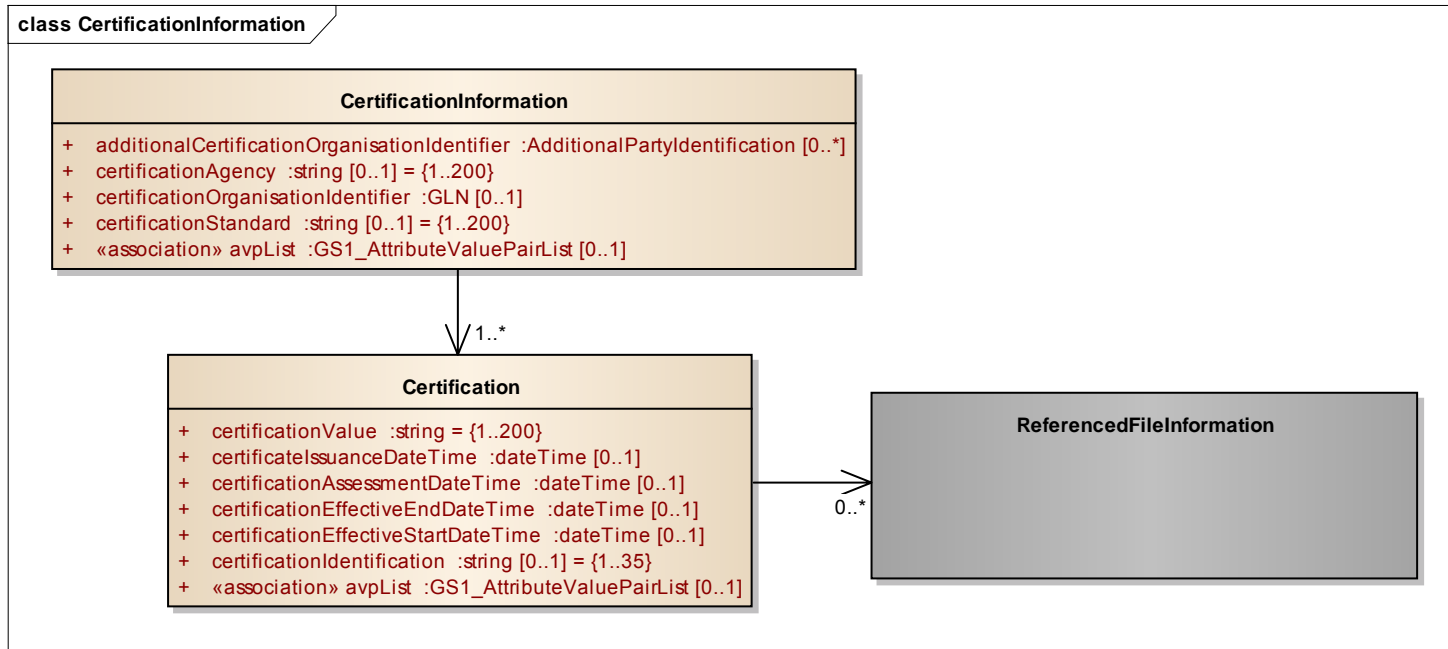 class CertificationInformation
CertificationInformation
+ additionalCertificationOrganisationIdentifier :AdditionalPartyIdentification [0..*]
+ certificationAgency :string [0..1] = {1..200}
+ certificationOrganisationIdentifier :GLN [0..1]
+ certificationStandard :string [0..1] = {1..200}
+ «association» avpList :GS1_AttributeValuePairList [0..1]
1..*
Certification
+ certificationValue :string = {1..200}
+ certificateIssuanceDateTime :dateTime [0..1]
+ certificationAssessmentDateTime :dateTime [0..1]
+ certificationEffectiveEndDateTime :dateTime [0..1]
+ certificationEffectiveStartDateTime :dateTime [0..1]
+ certificationIdentification :string [0..1] = {1..35}
+ «association» avpList :GS1_AttributeValuePairList [0..1]
0..*
ReferencedFileInformation